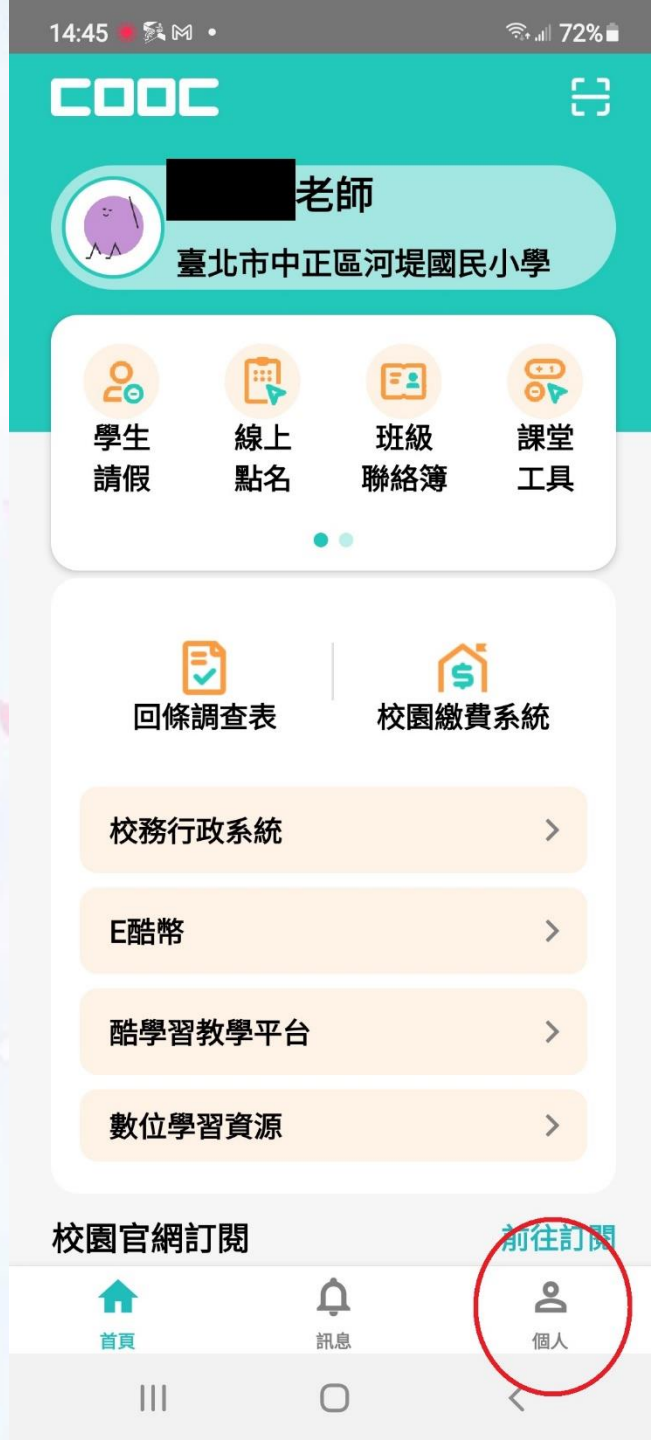 14:45
72%
COOC
老師
臺北市中正區河堤國民小學
學生 線上 班級 課堂
請假 點名 聯絡簿 工具
回條調查表 校園繳費系統
校務行政系統
E酷幣
酷學習教學平台
數位學習資源
校園官網訂閱 前往訂閱
首頁 訊息 個人